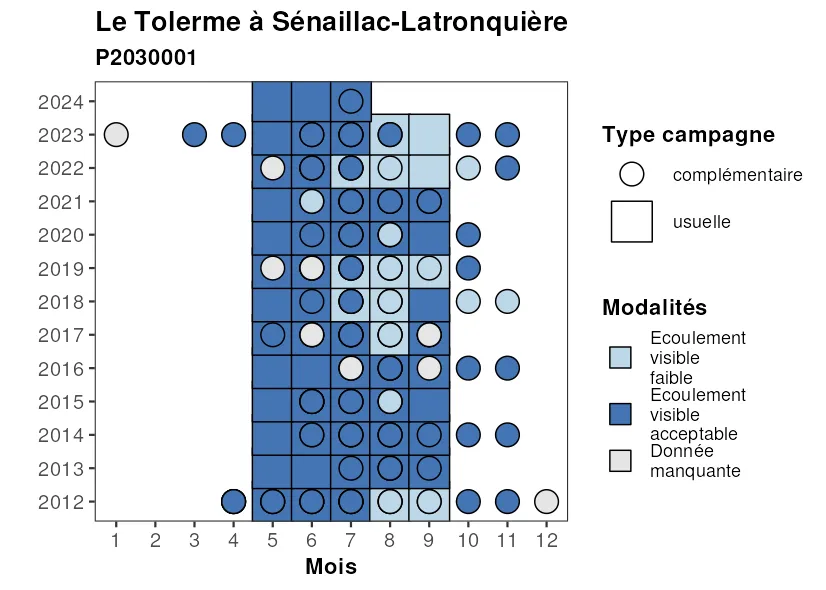 Le Tolerme à Sénaillac-Latronquière
P2030001
2024
2023
2022
2021
2020
2019
2018
2017
2016
2015
2014
2013
2012
1 2 3 4 5 6 7 8 9 10 11 12
Mois
Type campagne
complémentaire
usuelle
Modalités
Ecoulement
visible
faible
Ecoulement
visible
acceptable
Donnée
manquante